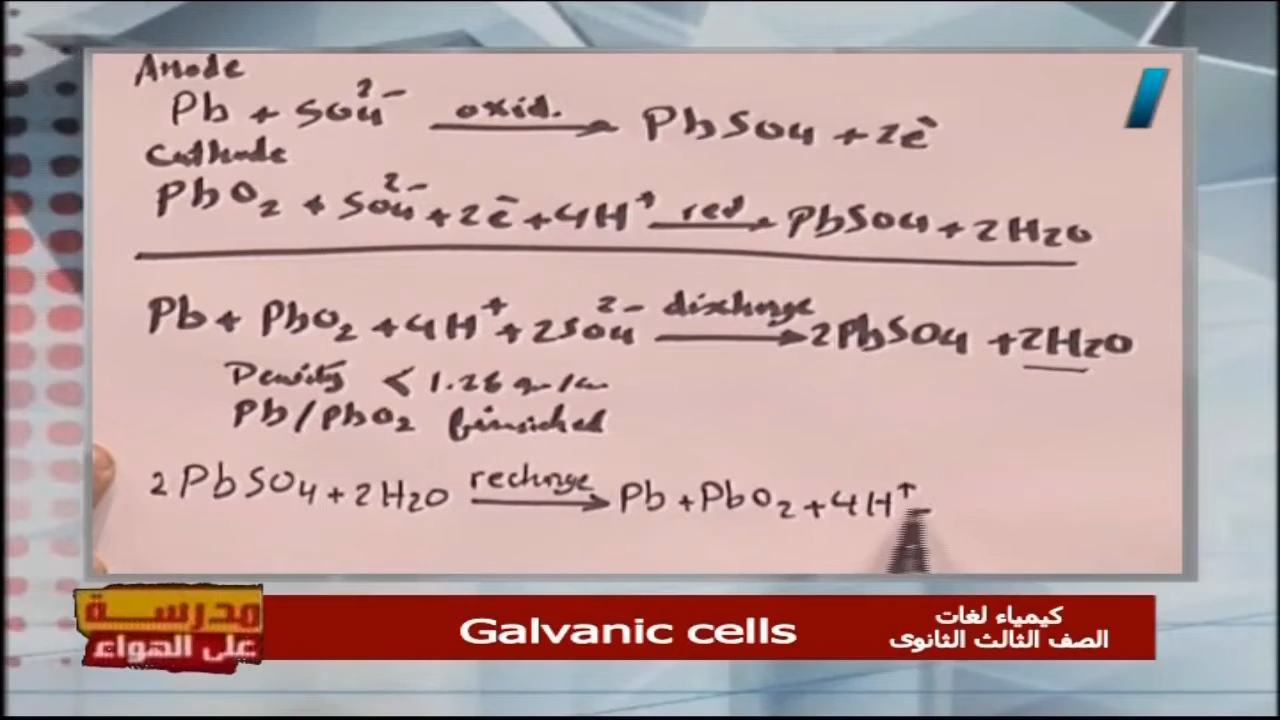 Anode
Pb + SO4²⁻ oxid. → PbSO4 + 2e⁻
Cathode
PbO2 + SO4²⁻ + 2e⁻ + 4H⁺ red → PbSO4 + 2H2O
Pb + PbO2 + 4H⁺ + 2SO4²⁻ discharge → 2PbSO4 + 2H2O
Density < 1.28 gm/cm
Pb/PbO2 finished
2PbSO4 + 2H2O recharge → Pb + PbO2 + 4H⁺
مدرسة
على الهواء
Galvanic cells
كيمياء لغات
الصف الثالث الثانوى